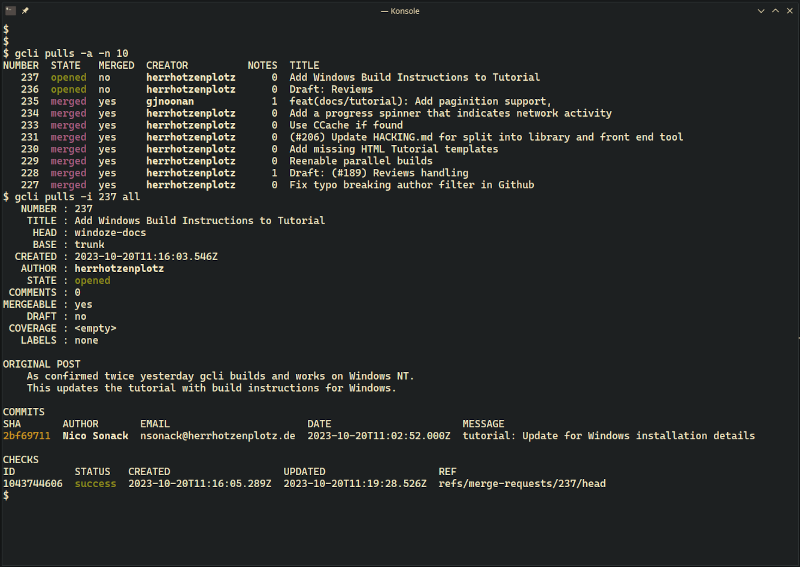 — Konsole
$
$
$ gcli pulls -a -n 10
NUMBER  STATE   MERGED  CREATOR          NOTES  TITLE
   237  opened  no      herrhotzenplotz      0  Add Windows Build Instructions to Tutorial
   236  opened  no      herrhotzenplotz      0  Draft: Reviews
   235  merged  yes     gjnoonan             1  feat(docs/tutorial): Add paginition support,
   234  merged  yes     herrhotzenplotz      0  Add a progress spinner that indicates network activity
   233  merged  yes     herrhotzenplotz      0  Use CCache if found
   231  merged  yes     herrhotzenplotz      0  (#206) Update HACKING.md for split into library and front end tool
   230  merged  yes     herrhotzenplotz      0  Add missing HTML Tutorial templates
   229  merged  yes     herrhotzenplotz      0  Reenable parallel builds
   228  merged  yes     herrhotzenplotz      1  Draft: (#189) Reviews handling
   227  merged  yes     herrhotzenplotz      0  Fix typo breaking author filter in Github
$ gcli pulls -i 237 all
   NUMBER : 237
    TITLE : Add Windows Build Instructions to Tutorial
     HEAD : windoze-docs
     BASE : trunk
  CREATED : 2023-10-20T11:16:03.546Z
   AUTHOR : herrhotzenplotz
    STATE : opened
 COMMENTS : 0
MERGEABLE : yes
    DRAFT : no
 COVERAGE : <empty>
   LABELS : none
ORIGINAL POST
    As confirmed twice yesterday gcli builds and works on Windows NT.
    This updates the tutorial with build instructions for Windows.
COMMITS
SHA       AUTHOR       EMAIL                       DATE                      MESSAGE
2bf69711  Nico Sonack  nsonack@herrhotzenplotz.de  2023-10-20T11:02:52.000Z  tutorial: Update for Windows installation details
CHECKS
ID          STATUS   CREATED                   UPDATED                   REF
1043744606  success  2023-10-20T11:16:05.289Z  2023-10-20T11:19:28.526Z  refs/merge-requests/237/head
$